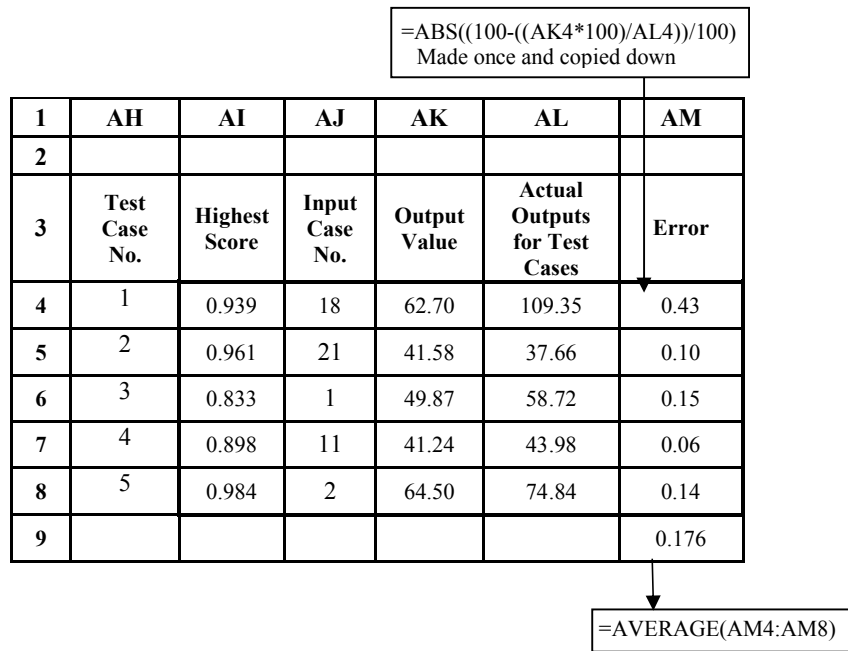 =ABS((100-((AK4*100)/AL4))/100)
Made once and copied down
1 AH AI AJ AK AL AM
2
3 Test Case No. Highest Score Input Case No. Output Value Actual Outputs for Test Cases Error
4 1 0.939 18 62.70 109.35 0.43
5 2 0.961 21 41.58 37.66 0.10
6 3 0.833 1 49.87 58.72 0.15
7 4 0.898 11 41.24 43.98 0.06
8 5 0.984 2 64.50 74.84 0.14
9 0.176
=AVERAGE(AM4:AM8)